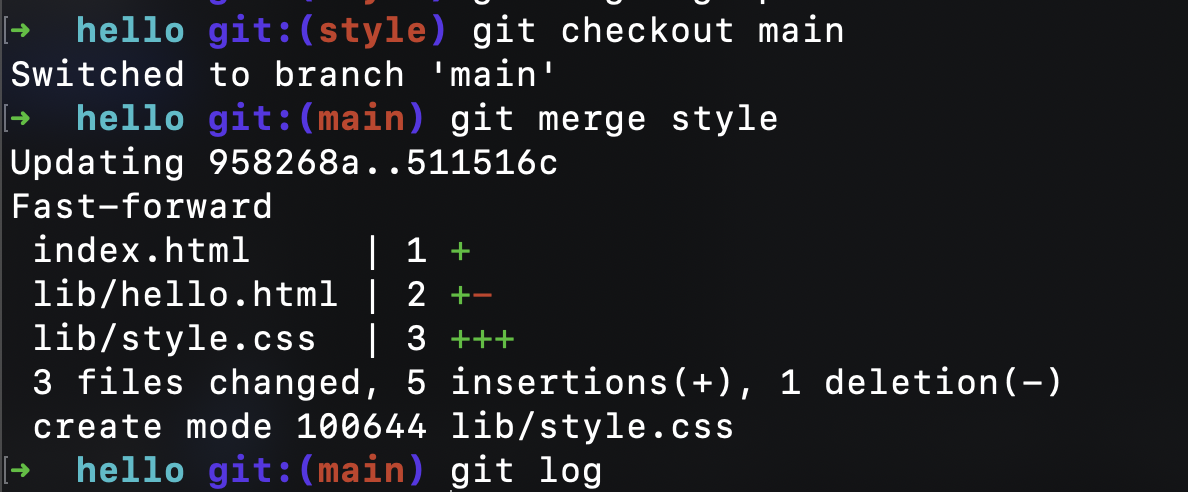 ➜ hello git:(style) git checkout main
Switched to branch 'main'
➜ hello git:(main) git merge style
Updating 958268a..511516c
Fast-forward
 index.html     | 1 +
 lib/hello.html | 2 +-
 lib/style.css  | 3 +++
 3 files changed, 5 insertions(+), 1 deletion(-)
 create mode 100644 lib/style.css
➜ hello git:(main) git log